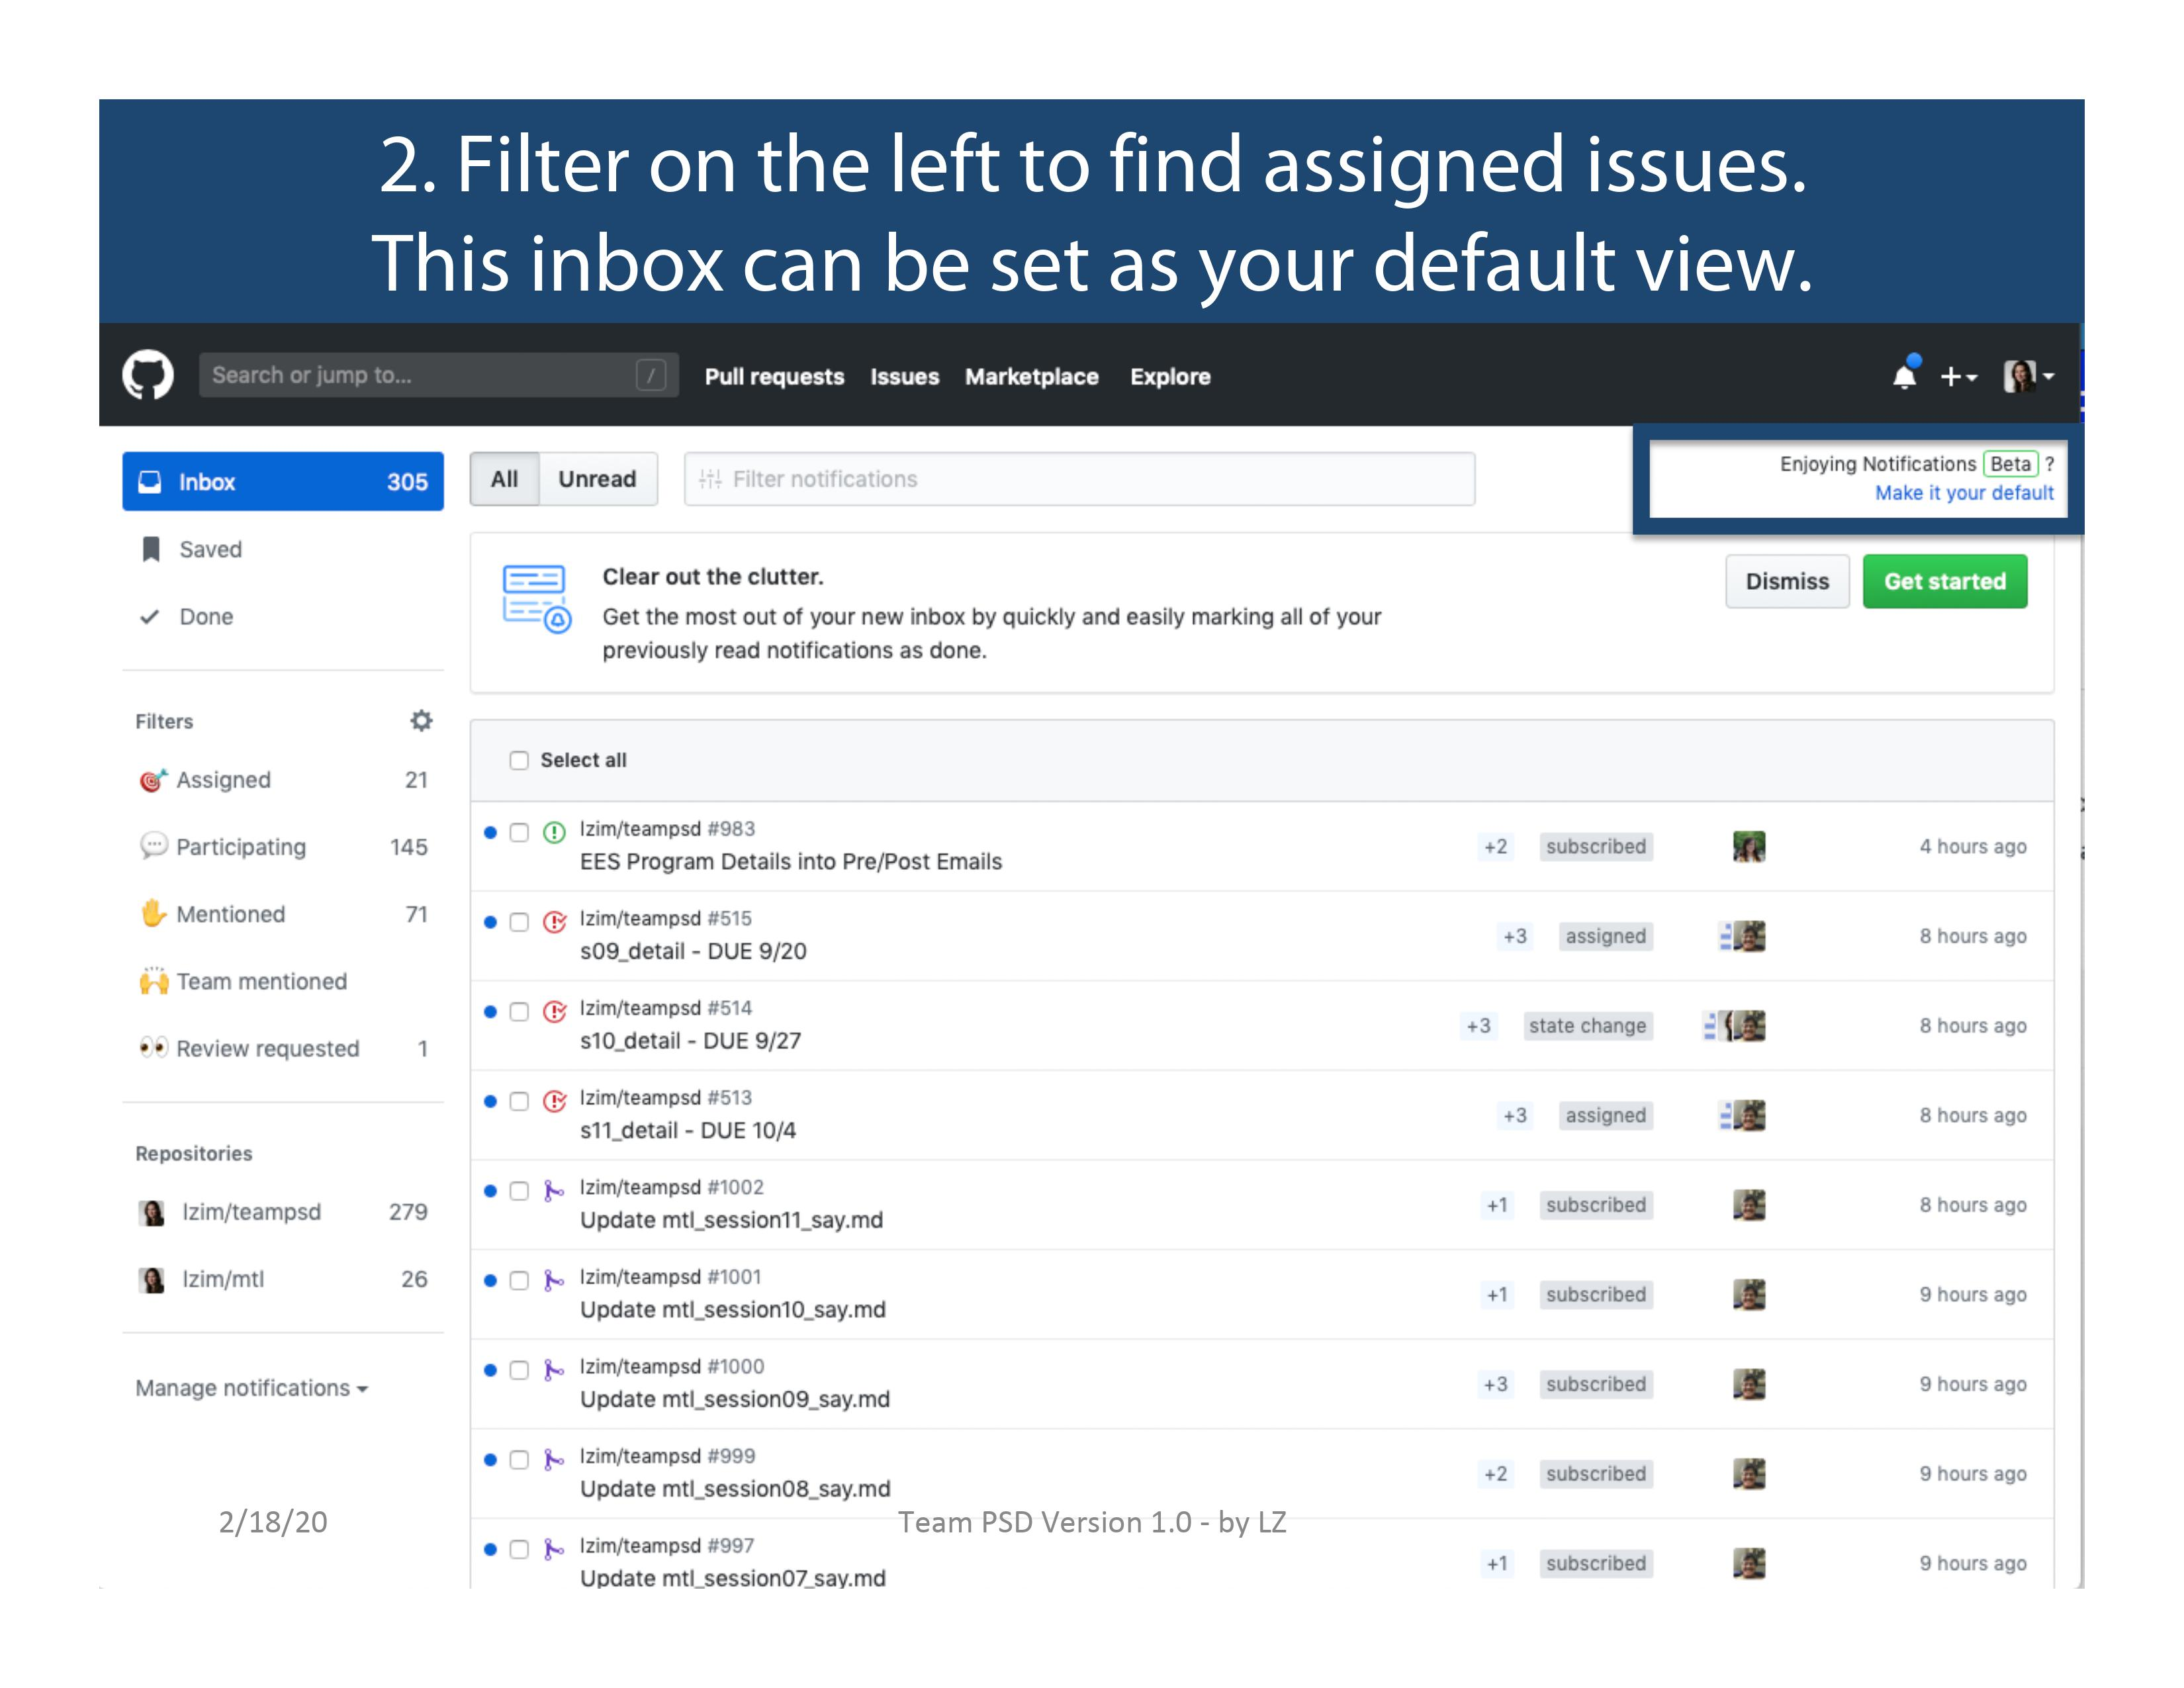 2. Filter on the left to find assigned issues.
This inbox can be set as your default view.
Search or jump to...
/
Pull requests
Issues
Marketplace
Explore
Inbox 305
Saved
Done
Filters
Assigned 21
Participating 145
Mentioned 71
Team mentioned
Review requested 1
Repositories
lzim/teampsd 279
lzim/mtl 26
Manage notifications
All
Unread
Filter notifications
Enjoying Notifications Beta ?
Make it your default
Clear out the clutter.
Get the most out of your new inbox by quickly and easily marking all of your
previously read notifications as done.
Dismiss
Get started
Select all
lzim/teampsd #983
EES Program Details into Pre/Post Emails
+2 subscribed 4 hours ago
lzim/teampsd #515
s09_detail - DUE 9/20
+3 assigned 8 hours ago
lzim/teampsd #514
s10_detail - DUE 9/27
+3 state change 8 hours ago
lzim/teampsd #513
s11_detail - DUE 10/4
+3 assigned 8 hours ago
lzim/teampsd #1002
Update mtl_session11_say.md
+1 subscribed 8 hours ago
lzim/teampsd #1001
Update mtl_session10_say.md
+1 subscribed 9 hours ago
lzim/teampsd #1000
Update mtl_session09_say.md
+3 subscribed 9 hours ago
lzim/teampsd #999
Update mtl_session08_say.md
+2 subscribed 9 hours ago
lzim/teampsd #997
Update mtl_session07_say.md
+1 subscribed 9 hours ago
2/18/20
Team PSD Version 1.0 - by LZ